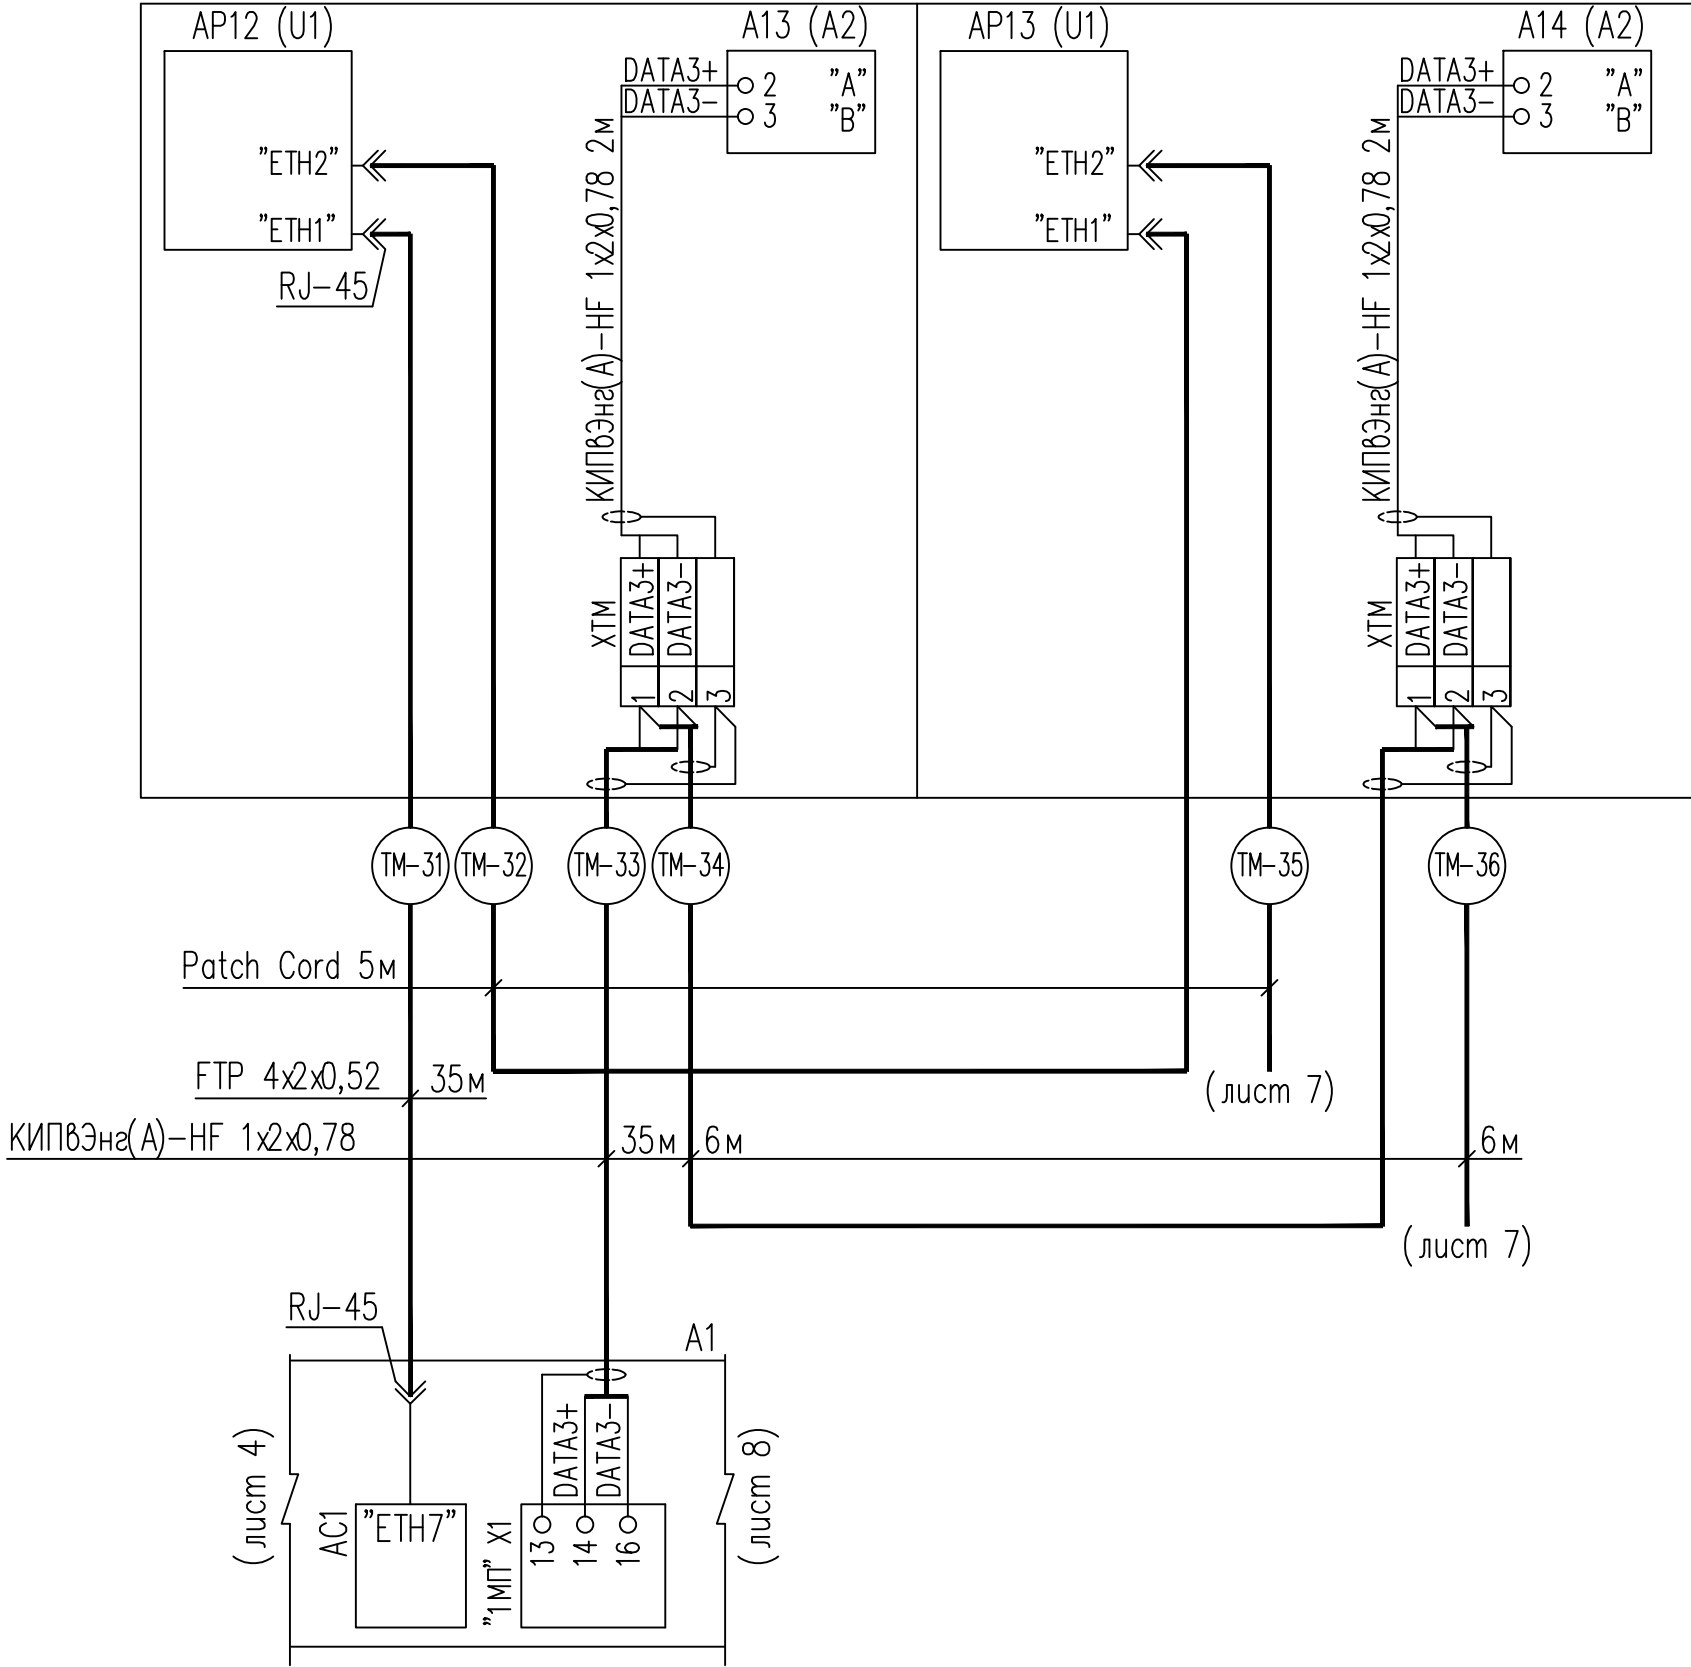 AP12 (U1)
A13 (A2)
AP13 (U1)
A14 (A2)
DATA3+
2
"A"
DATA3-
3
"B"
DATA3+
2
"A"
DATA3-
3
"B"
"ETH2"
"ETH1"
RJ-45
КИПвЭнг(А)-HF 1х2х0,78 2м
"ETH2"
"ETH1"
КИПвЭнг(А)-HF 1х2х0,78 2м
XTM
DATA3+
DATA3-
1
2
3
XTM
DATA3+
DATA3-
1
2
3
TM-31
TM-32
TM-33
TM-34
TM-35
TM-36
Patch Cord 5м
FTP 4x2x0,52
35м
(лист 7)
КИПвЭнг(А)-HF 1х2х0,78
35м
6м
6м
(лист 7)
RJ-45
A1
(лист 4)
AC1
"ETH7"
DATA3+
DATA3-
"1МП" X1
13
14
16
(лист 8)